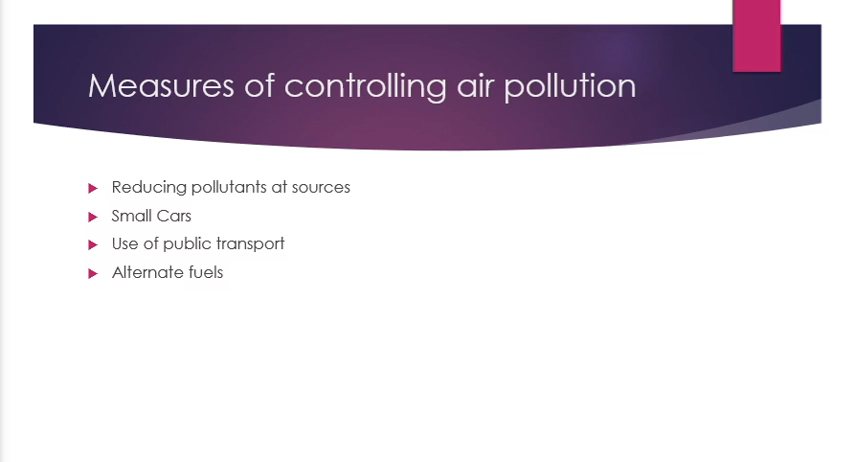 Measures of controlling air pollution
Reducing pollutants at sources
Small Cars
Use of public transport
Alternate fuels